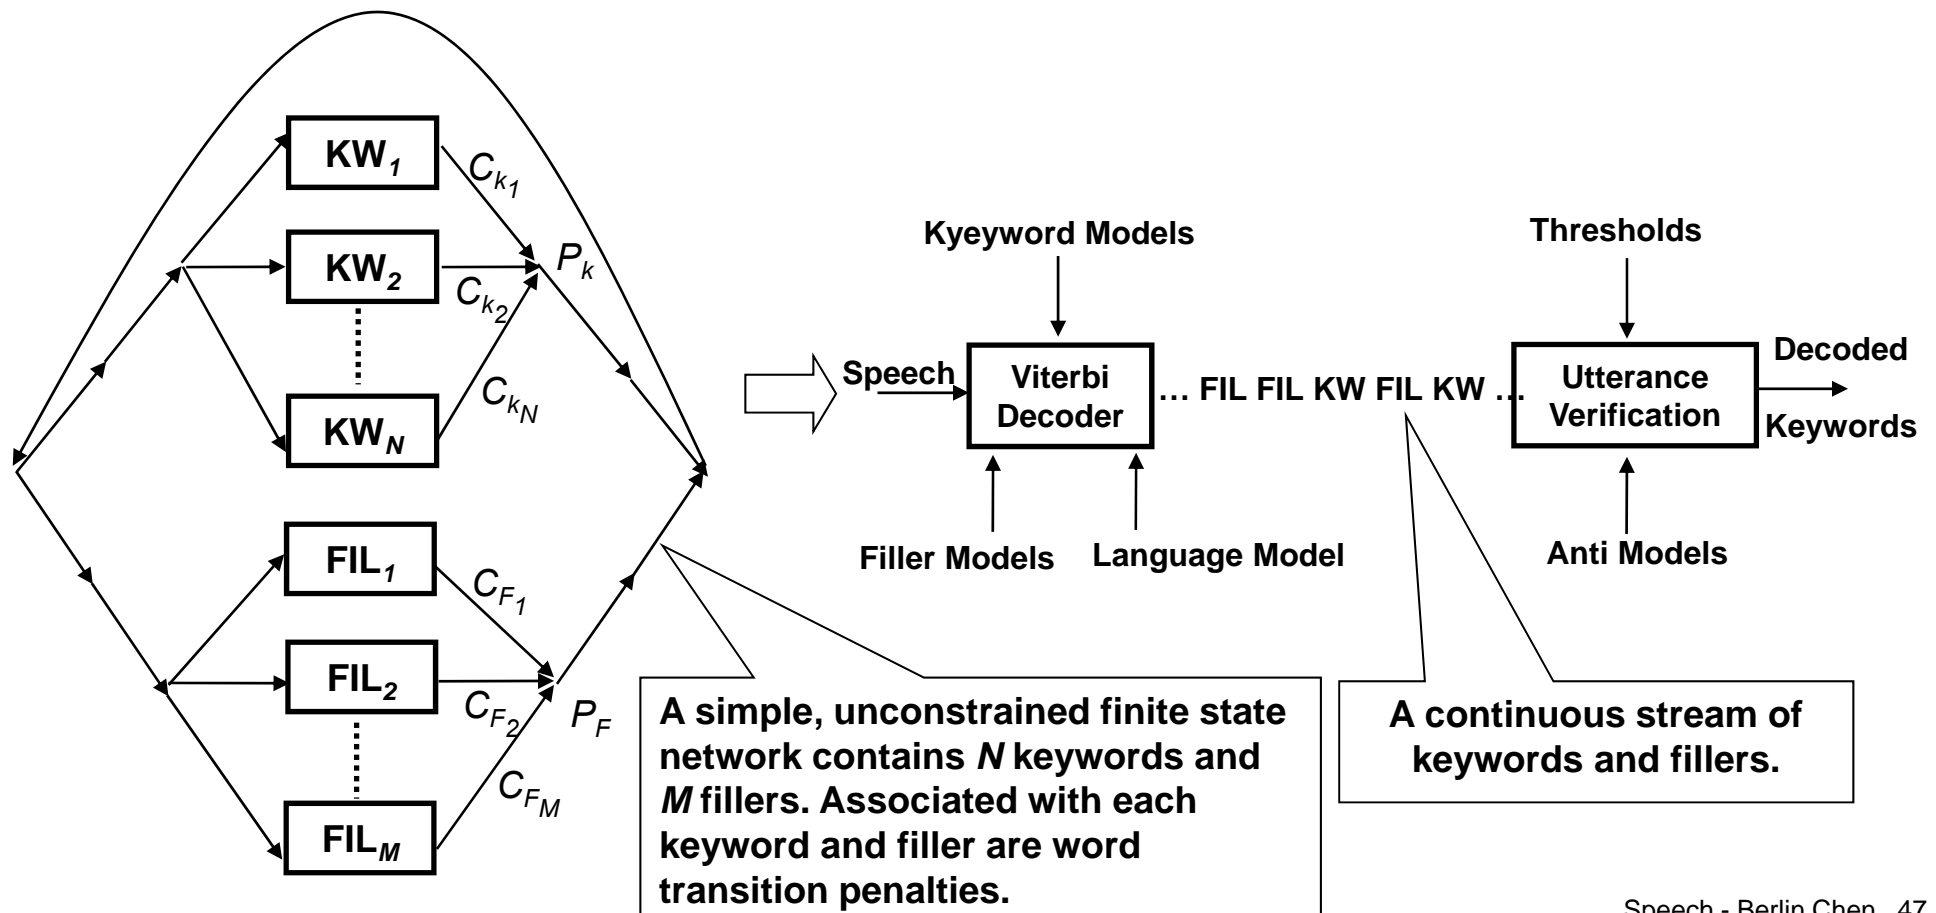 KW1
Ck1
KW2
Ck2
Pk
KWN
CkN
FIL1
CF1
FIL2
CF2
PF
FILM
CFM
Kyeyword Models
Speech
Viterbi
Decoder
Filler Models
Language Model
... FIL FIL KW FIL KW ...
Thresholds
Utterance
Verification
Anti Models
Decoded
Keywords
A simple, unconstrained finite state
network contains N keywords and
M fillers. Associated with each
keyword and filler are word
transition penalties.
A continuous stream of
keywords and fillers.
Speech - Berlin Chen 47